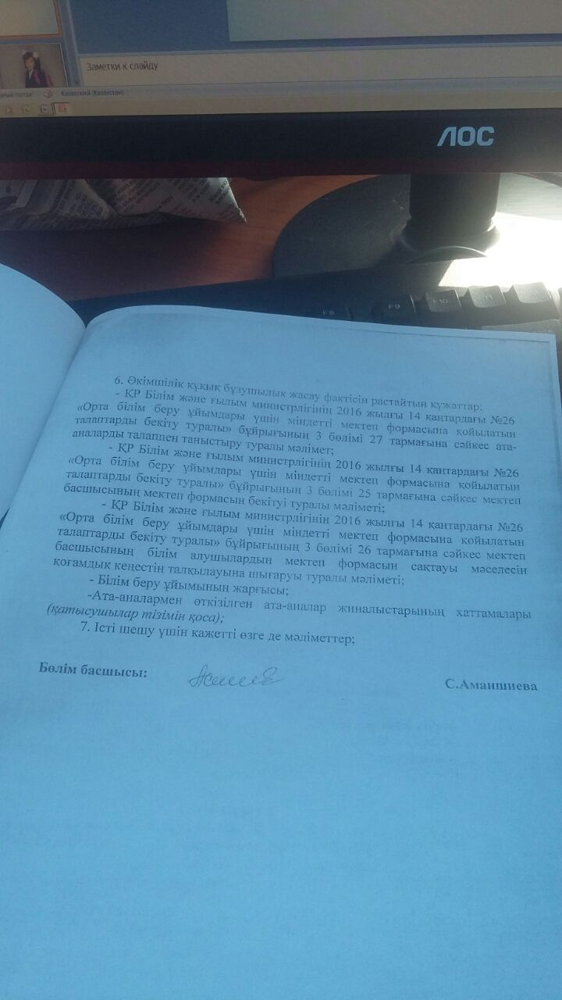 Заметки к слайду
Казахский (Казахстан)
AOC
F8
F9
F10
F11
6. Әкімшілік құқық бұзушылық жасау фактісін растайтын құжаттар:
- ҚР Білім және ғылым министрлігінің 2016 жылғы 14 қаңтардағы №26
«Орта білім беру ұйымдары үшін міндетті мектеп формасына қойылатын
талаптарды бекіту туралы» бұйрығының 3 бөлімі 27 тармағына сәйкес ата-
аналарды талаппен таныстыру туралы мәлімет;
- ҚР Білім және ғылым министрлігінің 2016 жылғы 14 қаңтардағы №26
«Орта білім беру ұйымдары үшін міндетті мектеп формасына қойылатын
талаптарды бекіту туралы» бұйрығының 3 бөлімі 25 тармағына сәйкес мектеп
басшысының мектеп формасын бекітуі туралы мәліметі;
- ҚР Білім және ғылым министрлігінің 2016 жылғы 14 қаңтардағы №26
«Орта білім беру ұйымдары үшін міндетті мектеп формасына қойылатын
талаптарды бекіту туралы» бұйрығының 3 бөлімі 26 тармағына сәйкес мектеп
басшысының білім алушылардын мектеп формасын сақтауы мәселесін
қоғамдық кеңестін талқылауына шығаруы туралы мәліметі;
- Білім беру ұйымының жарғысы;
-Ата-аналармен өткізілген ата-аналар жиналыстарының хаттамалары
(қатысушылар тізімін қоса);
7. Істі шешу үшін қажетті өзге де мәліметтер;
Бөлім басшысы:
С.Аманшиева